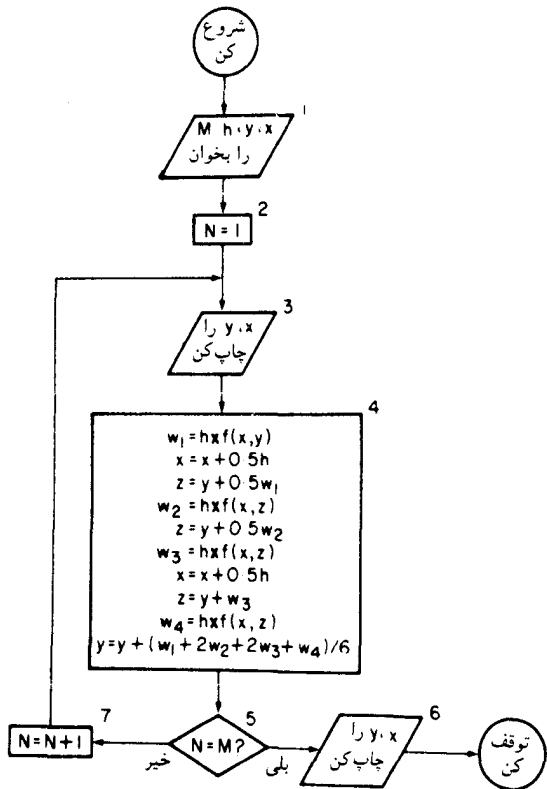 شروع
کن
1
M h،y،x
را بخوان
2
N = 1
3
y،x را
چاپ کن
4
w₁=h×f(x,y)
x=x+0.5h
z=y+0.5w₁
w₂=h×f(x,z)
z=y+0.5w₂
w₃=h×f(x,z)
x=x+0.5h
z=y+w₃
w₄=h×f(x,z)
y=y+(w₁+2w₂+2w₃+w₄)/6
5
N=M?
خیر
بلی
6
y،x را
چاپ کن
7
N=N+1
توقف
کن